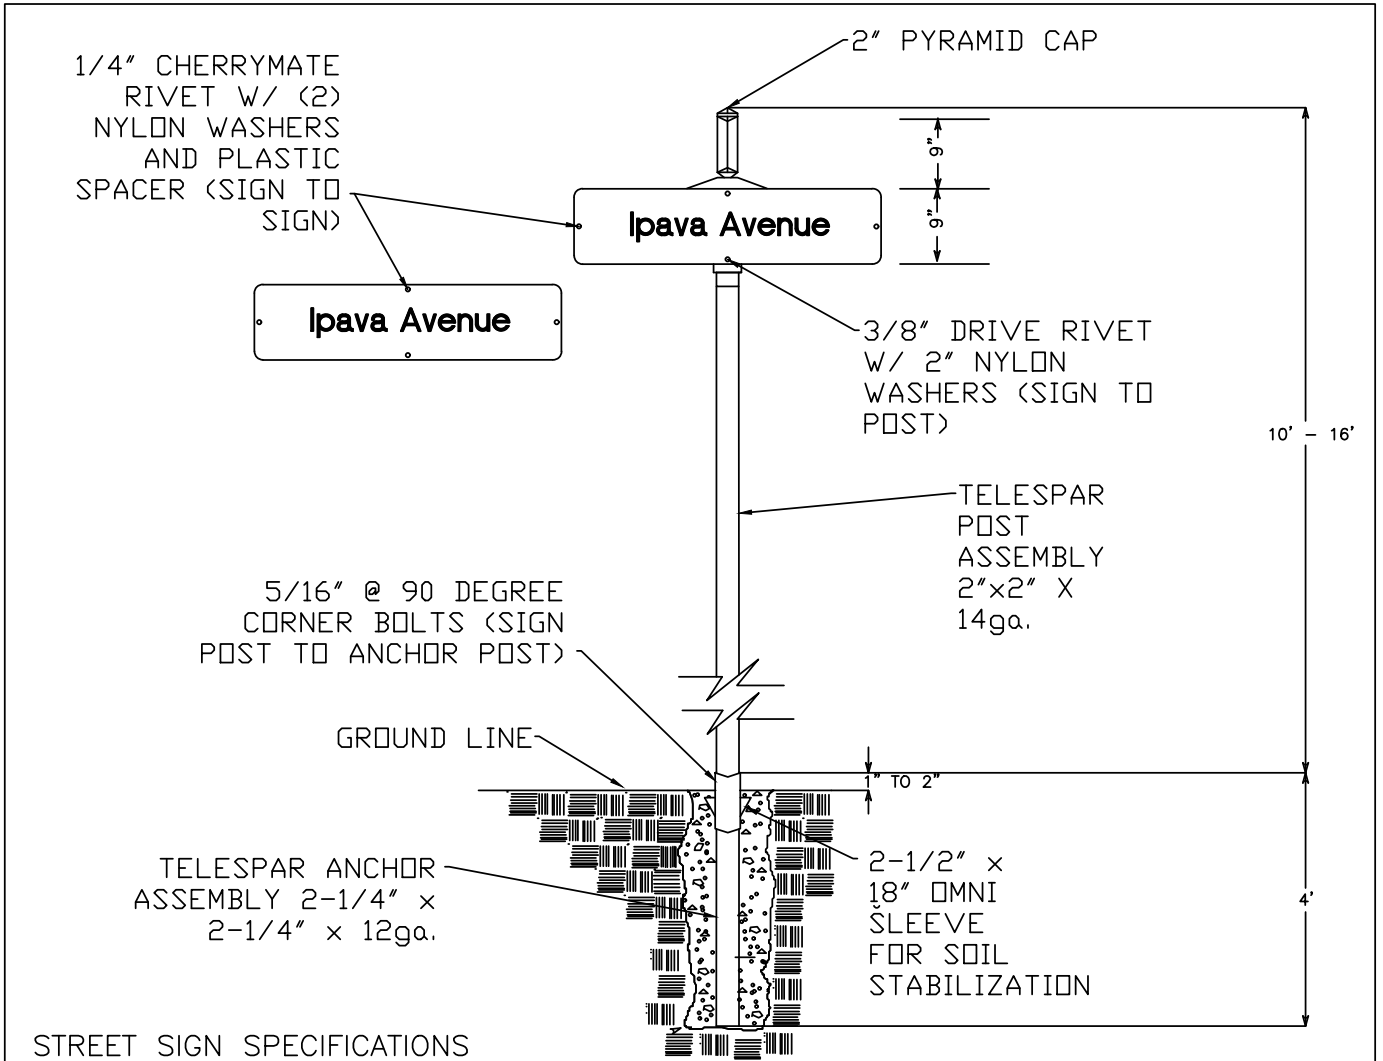 2" PYRAMID CAP
1/4" CHERRYMATE
RIVET W/ (2)
NYLON WASHERS
AND PLASTIC
SPACER (SIGN TO
SIGN)
9"
Ipava Avenue
9"
Ipava Avenue
3/8" DRIVE RIVET
W/ 2" NYLON
WASHERS (SIGN TO
POST)
10' - 16'
TELESPAR
POST
ASSEMBLY
2"x2" X
14ga.
5/16" @ 90 DEGREE
CORNER BOLTS (SIGN
POST TO ANCHOR POST)
GROUND LINE
1" TO 2"
TELESPAR ANCHOR
ASSEMBLY 2-1/4" x
2-1/4" x 12ga.
2-1/2" x
18" OMNI
SLEEVE
FOR SOIL
STABILIZATION
4'
STREET SIGN SPECIFICATIONS